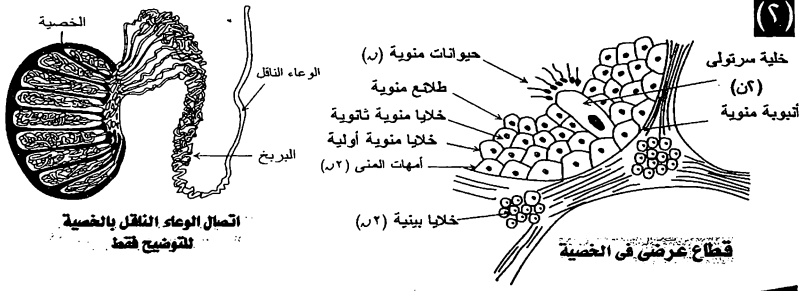 (٢)
الخصية
الوعاء الناقل
البربخ
اتصال الوعاء الناقل بالخصية
للتوضيح فقط
حيوانات منوية (ن)
طلائع منوية
خلايا منوية ثانوية
خلايا منوية أولية
أمهات المنى (٢ن)
خلايا بينية (٢ن)
خلية سرتولى
(٢ن)
أنبوبة منوية
قطاع عرضى فى الخصية